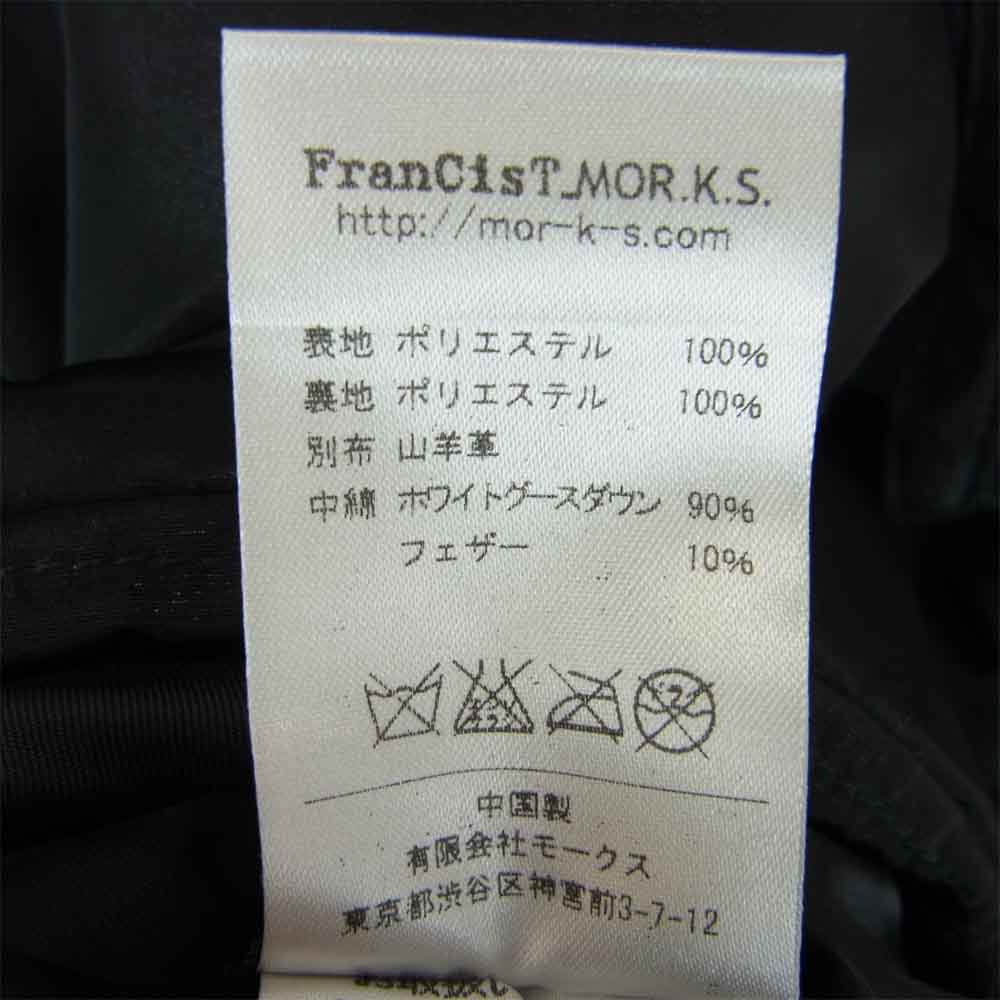 FranCisT_MOR.K.S.
http://mor-k-s.com
表地 ポリエステル 100%
裏地 ポリエステル 100%
別布 山羊革
中綿 ホワイトグースダウン 90%
フェザー 10%
中国製
有限会社モークス
東京都渋谷区神宮前3-7-12